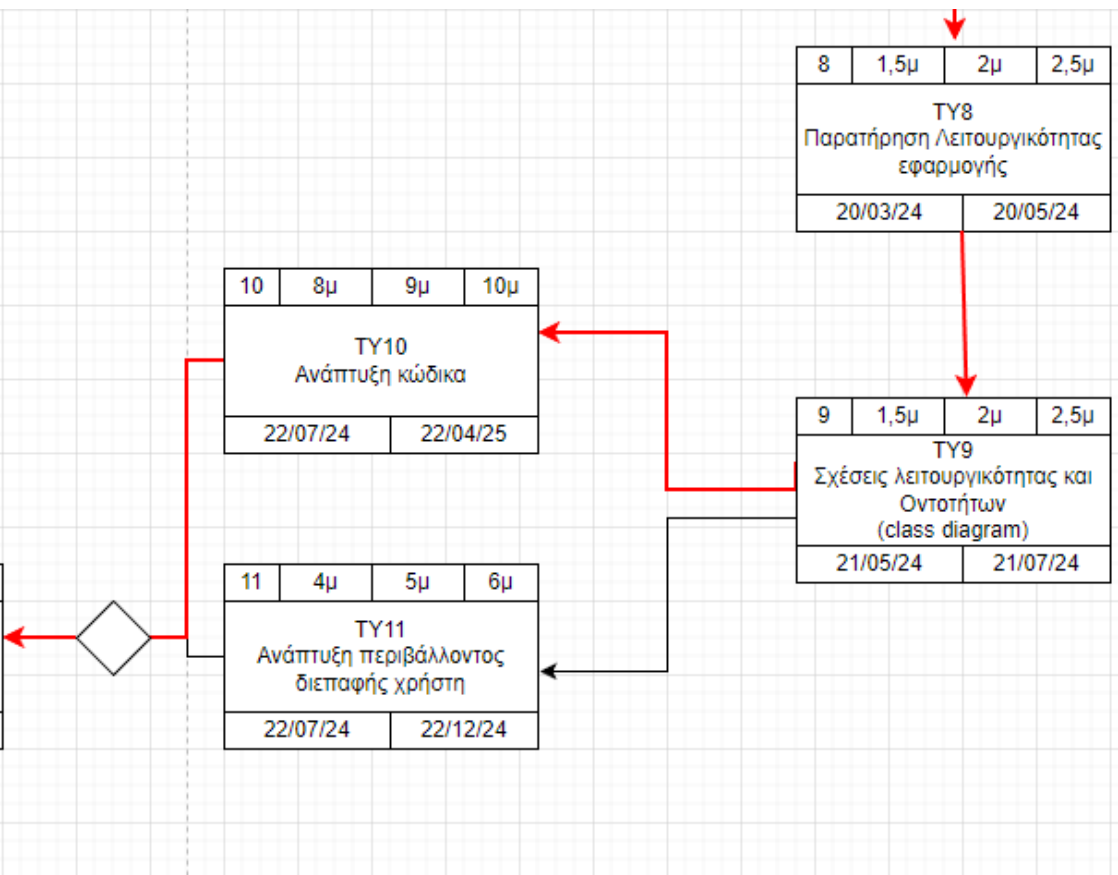 8 1,5μ 2μ 2,5μ
ΤΥ8
Παρατήρηση Λειτουργικότητας
εφαρμογής
20/03/24 20/05/24
9 1,5μ 2μ 2,5μ
ΤΥ9
Σχέσεις λειτουργικότητας και
Οντοτήτων
(class diagram)
21/05/24 21/07/24
10 8μ 9μ 10μ
ΤΥ10
Ανάπτυξη κώδικα
22/07/24 22/04/25
11 4μ 5μ 6μ
ΤΥ11
Ανάπτυξη περιβάλλοντος
διεπαφής χρήστη
22/07/24 22/12/24